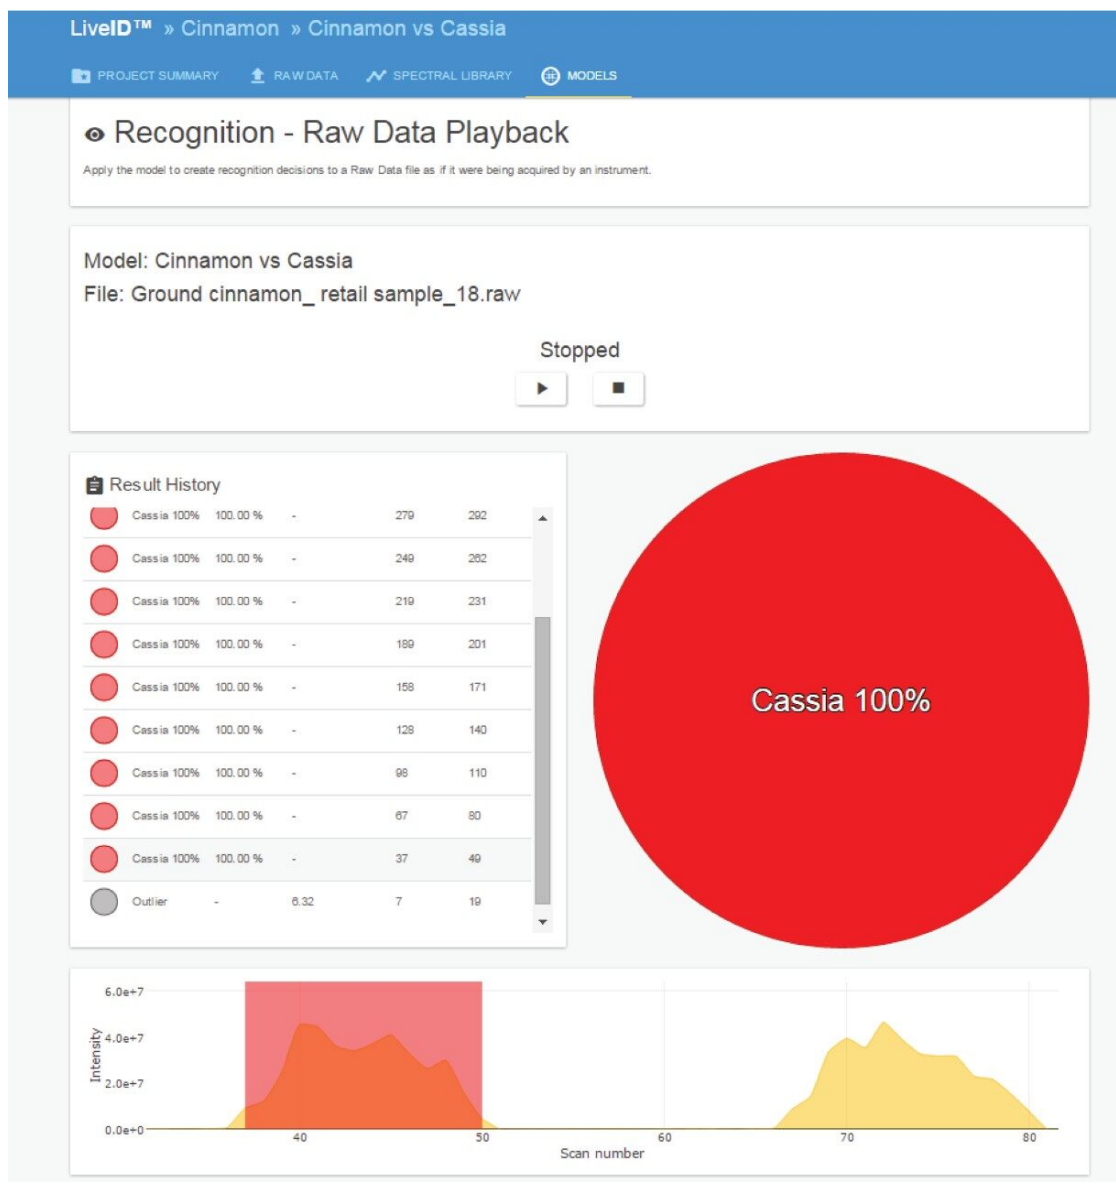 LiveID™ » Cinnamon » Cinnamon vs Cassia
PROJECT SUMMARY RAW DATA SPECTRAL LIBRARY MODELS
Recognition - Raw Data Playback
Apply the model to create recognition decisions to a Raw Data file as if it were being acquired by an instrument.
Model: Cinnamon vs Cassia
File: Ground cinnamon_ retail sample_18.raw
Stopped
Result History
Cassia 100% 100.00 % - 279 292
Cassia 100% 100.00 % - 249 262
Cassia 100% 100.00 % - 219 231
Cassia 100% 100.00 % - 189 201
Cassia 100% 100.00 % - 158 171
Cassia 100% 100.00 % - 128 140
Cassia 100% 100.00 % - 98 110
Cassia 100% 100.00 % - 67 80
Cassia 100% 100.00 % - 37 49
Outlier - 6.32 7 19
Cassia 100%
6.0e+7
4.0e+7
2.0e+7
0.0e+0
Intensity
40 50 60 70 80
Scan number